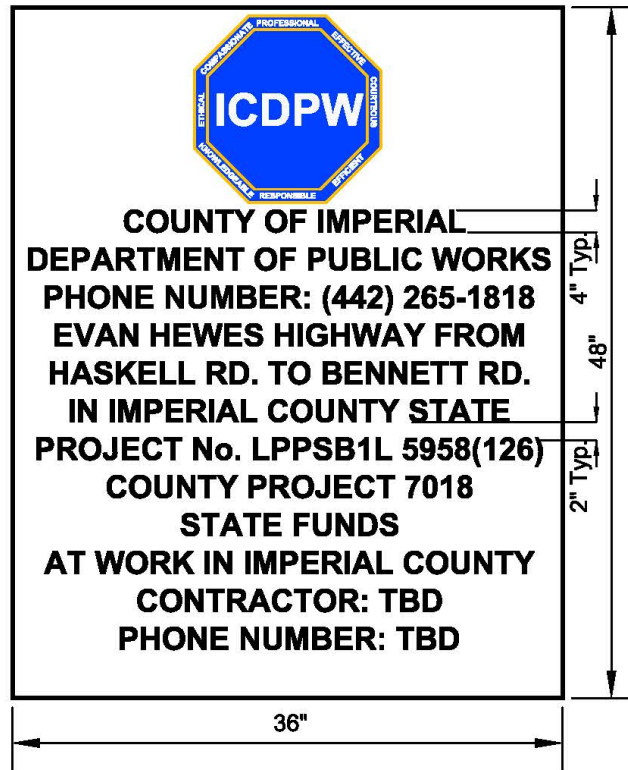 PROFESSIONAL
COMPASSIONATE
EFFECTIVE
ETHICAL
ICDPW
COURTEOUS
KNOWLEDGEABLE
EFFICIENT
RESPONSIBLE
COUNTY OF IMPERIAL
DEPARTMENT OF PUBLIC WORKS
PHONE NUMBER: (442) 265-1818
EVAN HEWES HIGHWAY FROM
HASKELL RD. TO BENNETT RD.
IN IMPERIAL COUNTY STATE
PROJECT No. LPPSB1L 5958(126)
COUNTY PROJECT 7018
STATE FUNDS
AT WORK IN IMPERIAL COUNTY
CONTRACTOR: TBD
PHONE NUMBER: TBD
4" Typ.
48"
2" Typ.
36"